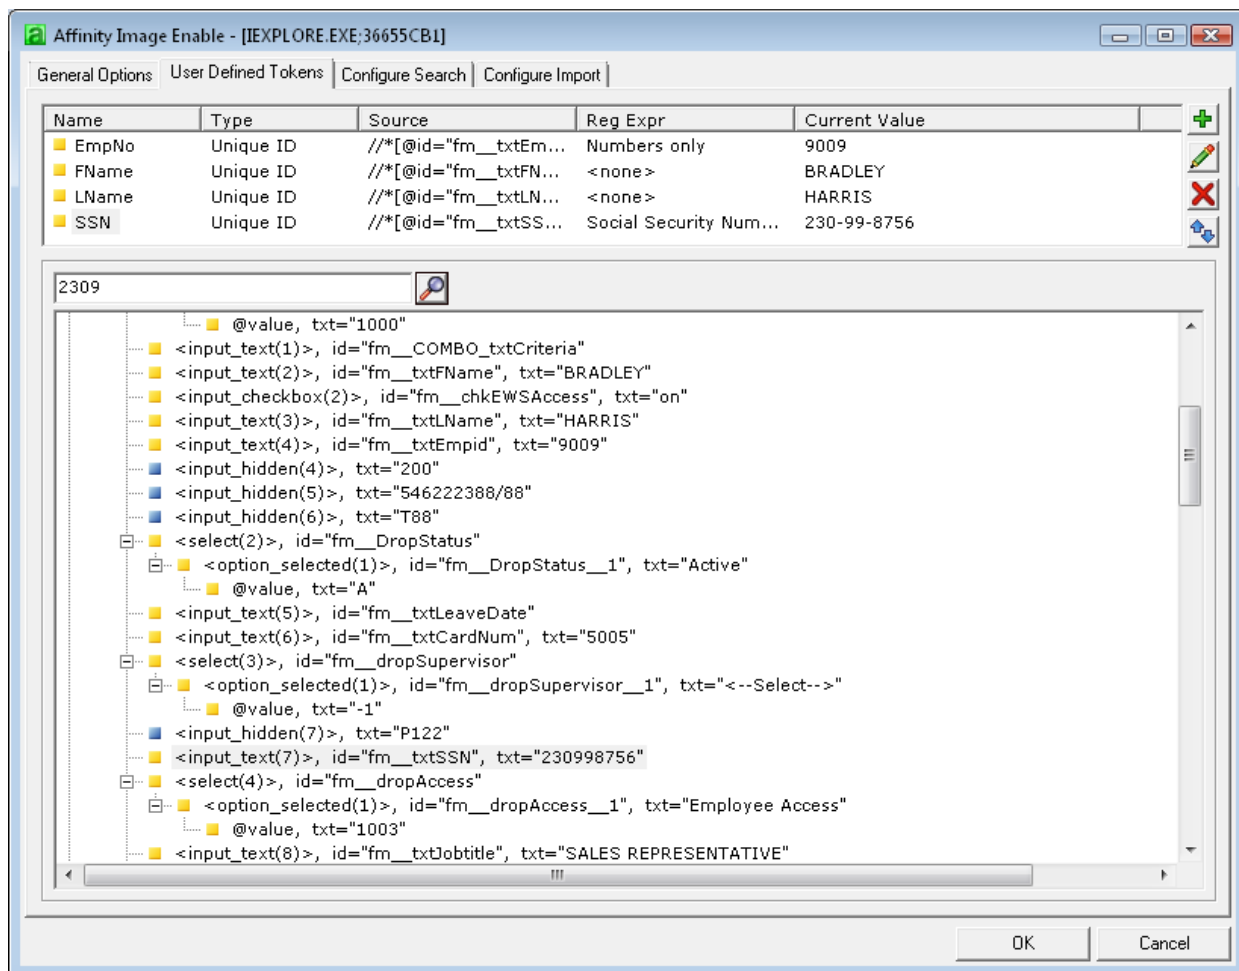 Affinity Image Enable - [IEXPLORE.EXE;36655CB1]
General Options User Defined Tokens Configure Search Configure Import
Name Type Source Reg Expr Current Value
EmpNo Unique ID //*[@id="fm__txtEm... Numbers only 9009
FName Unique ID //*[@id="fm__txtFN... <none> BRADLEY
LName Unique ID //*[@id="fm__txtLN... <none> HARRIS
SSN Unique ID //*[@id="fm__txtSS... Social Security Num... 230-99-8756
2309
@value, txt="1000"
<input_text(1)>, id="fm__COMBO_txtCriteria"
<input_text(2)>, id="fm__txtFName", txt="BRADLEY"
<input_checkbox(2)>, id="fm__chkEWSAccess", txt="on"
<input_text(3)>, id="fm__txtLName", txt="HARRIS"
<input_text(4)>, id="fm__txtEmpid", txt="9009"
<input_hidden(4)>, txt="200"
<input_hidden(5)>, txt="546222388/88"
<input_hidden(6)>, txt="T88"
<select(2)>, id="fm__DropStatus"
<option_selected(1)>, id="fm__DropStatus__1", txt="Active"
@value, txt="A"
<input_text(5)>, id="fm__txtLeaveDate"
<input_text(6)>, id="fm__txtCardNum", txt="5005"
<select(3)>, id="fm__dropSupervisor"
<option_selected(1)>, id="fm__dropSupervisor__1", txt="<--Select-->"
@value, txt="-1"
<input_hidden(7)>, txt="P122"
<input_text(7)>, id="fm__txtSSN", txt="230998756"
<select(4)>, id="fm__dropAccess"
<option_selected(1)>, id="fm__dropAccess__1", txt="Employee Access"
@value, txt="1003"
<input_text(8)>, id="fm__txtJobtitle", txt="SALES REPRESENTATIVE"
OK Cancel